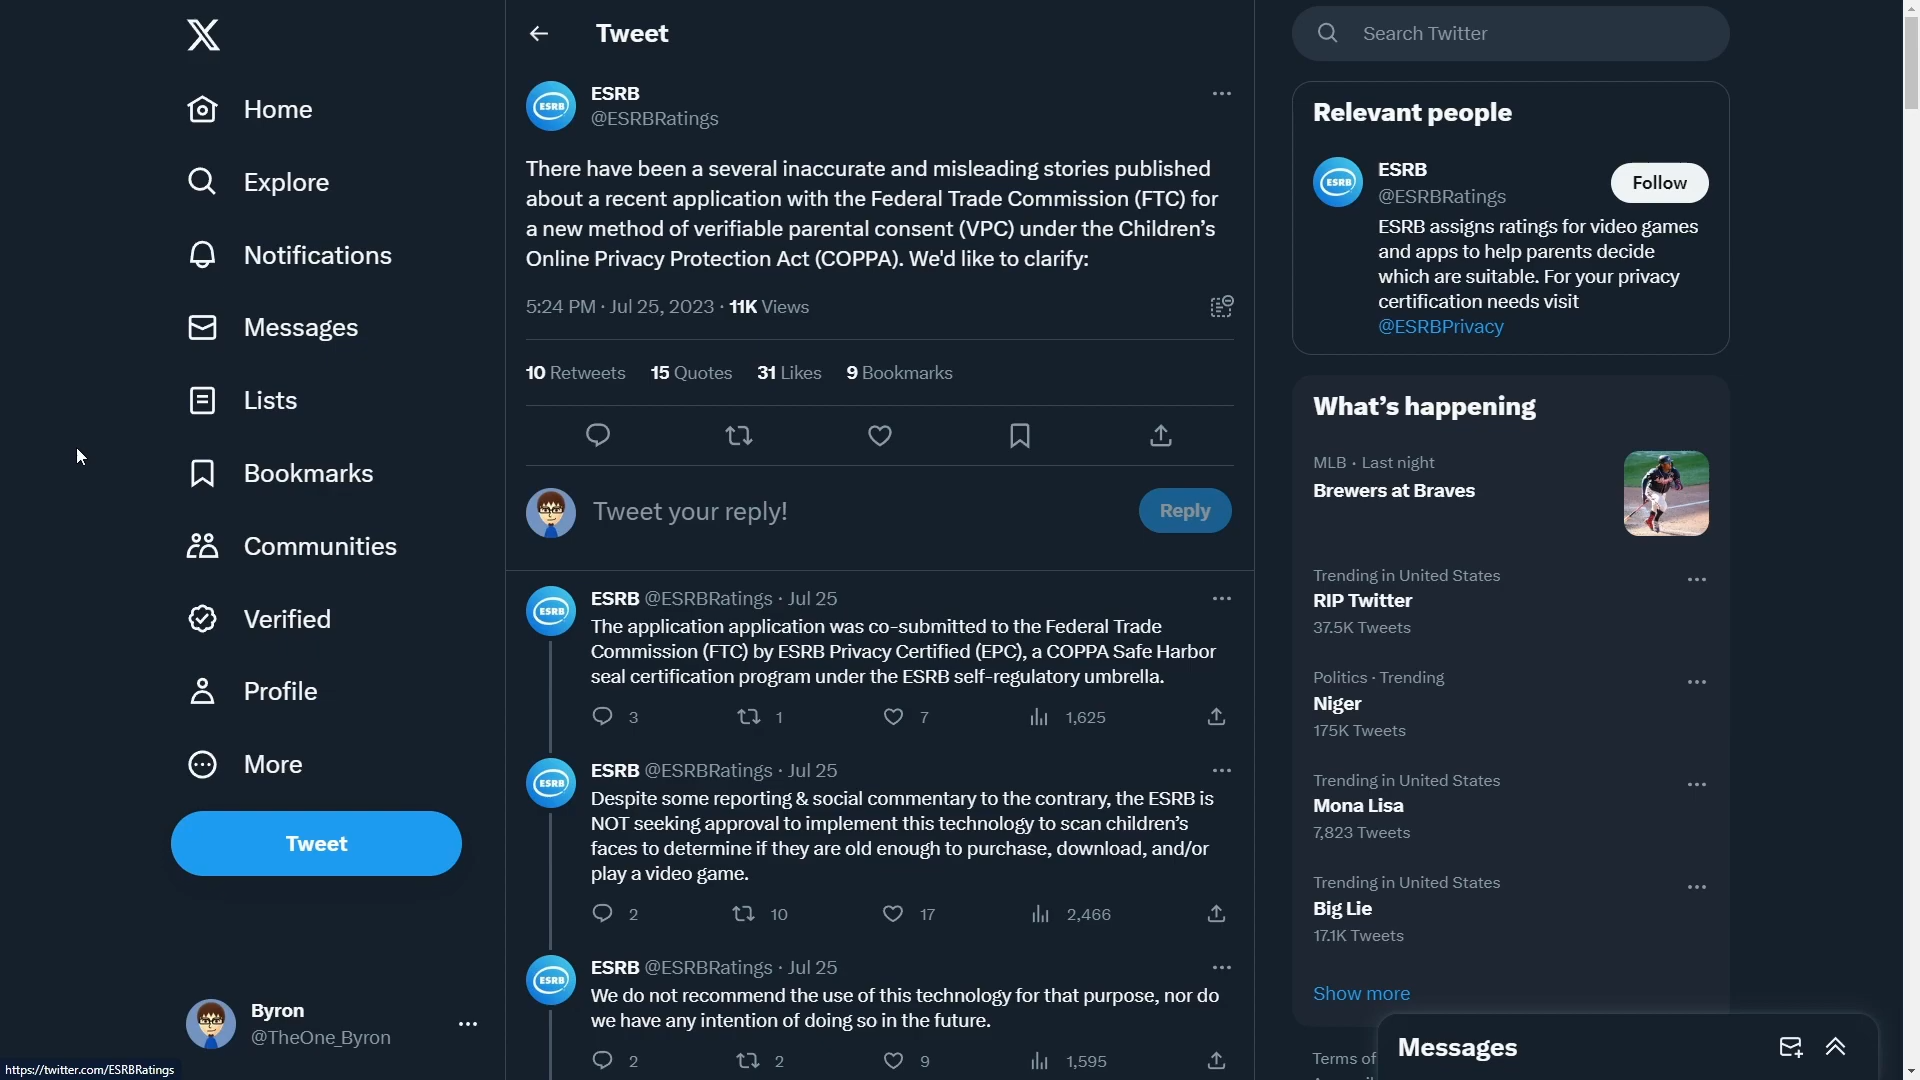 Home
Explore
Notifications
Messages
Lists
Bookmarks
Communities
Verified
Profile
More
Tweet
Byron
@TheOne_Byron
https://twitter.com/ESRBRatings
Tweet
ESRB
ESRB
@ESRBRatings
There have been a several inaccurate and misleading stories published
about a recent application with the Federal Trade Commission (FTC) for
a new method of verifiable parental consent (VPC) under the Children’s
Online Privacy Protection Act (COPPA). We'd like to clarify:
5:24 PM · Jul 25, 2023 · 11K Views
10 Retweets 15 Quotes 31 Likes 9 Bookmarks
Tweet your reply!
Reply
ESRB
ESRB @ESRBRatings · Jul 25
The application application was co-submitted to the Federal Trade
Commission (FTC) by ESRB Privacy Certified (EPC), a COPPA Safe Harbor
seal certification program under the ESRB self-regulatory umbrella.
3 1 7 1,625
ESRB
ESRB @ESRBRatings · Jul 25
Despite some reporting & social commentary to the contrary, the ESRB is
NOT seeking approval to implement this technology to scan children’s
faces to determine if they are old enough to purchase, download, and/or
play a video game.
2 10 17 2,466
ESRB
ESRB @ESRBRatings · Jul 25
We do not recommend the use of this technology for that purpose, nor do
we have any intention of doing so in the future.
2 2 9 1,595
Search Twitter
Relevant people
ESRB
ESRB
@ESRBRatings
Follow
ESRB assigns ratings for video games
and apps to help parents decide
which are suitable. For your privacy
certification needs visit
@ESRBPrivacy
What’s happening
MLB · Last night
Brewers at Braves
Trending in United States
RIP Twitter
37.5K Tweets
Politics · Trending
Niger
175K Tweets
Trending in United States
Mona Lisa
7,823 Tweets
Trending in United States
Big Lie
17.1K Tweets
Show more
Terms of
Messages